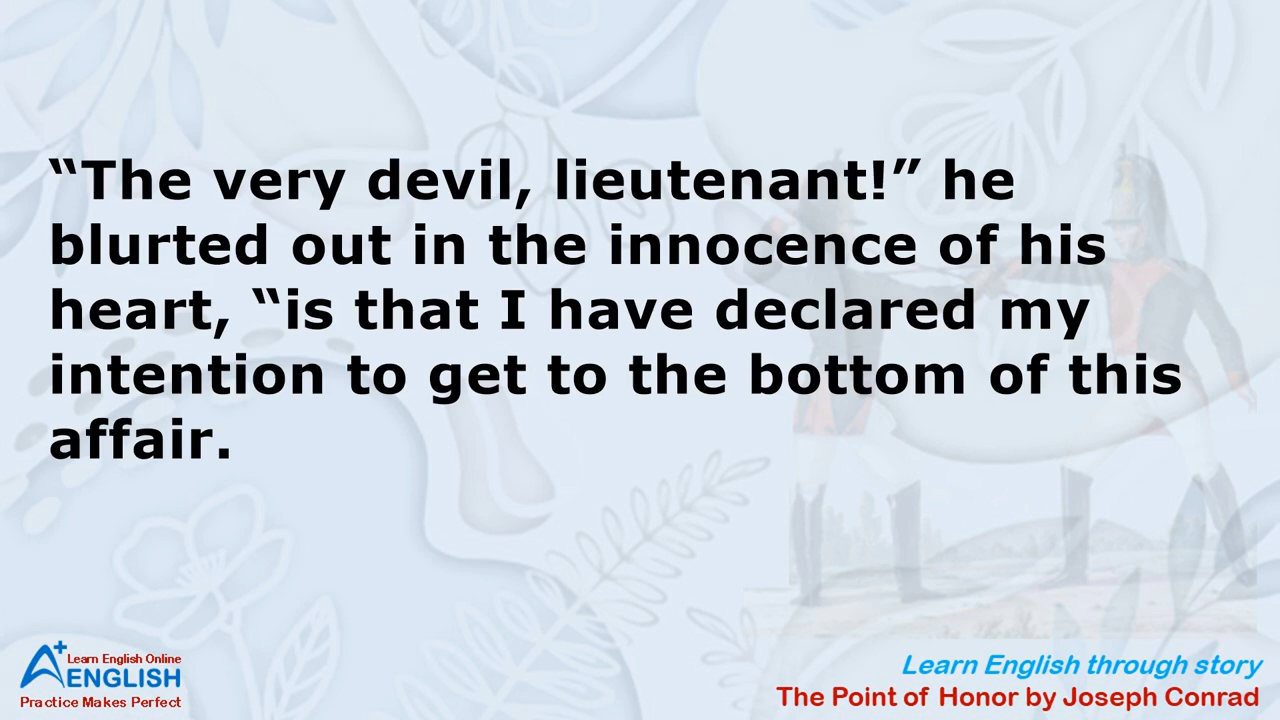 “The very devil, lieutenant!” he
blurted out in the innocence of his
heart, “is that I have declared my
intention to get to the bottom of this
affair.
A+ Learn English Online
ENGLISH
Practice Makes Perfect
Learn English through story
The Point of Honor by Joseph Conrad